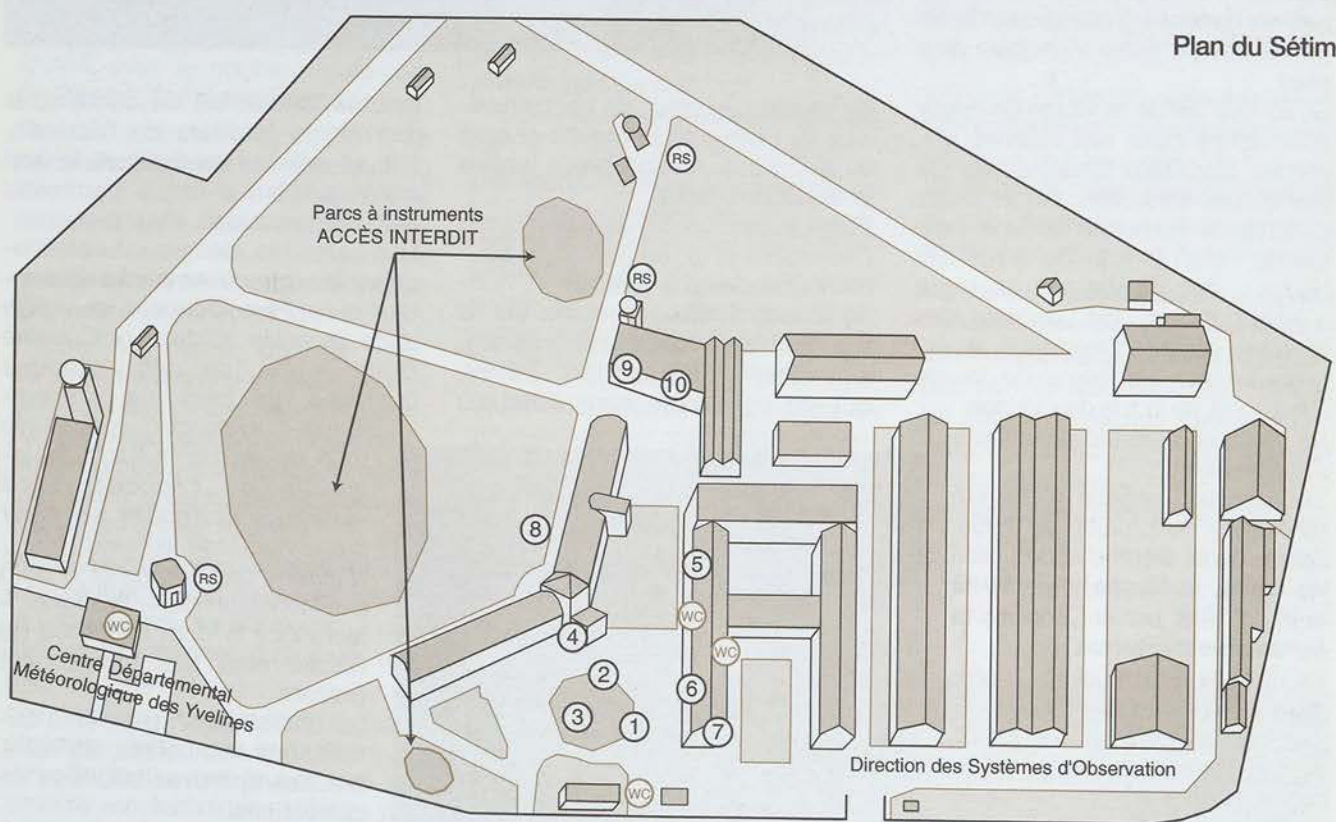 Plan du Sétim
Parcs à instruments
ACCÈS INTERDIT
RS
RS
9
10
8
5
RS
WC
WC
4
WC
Centre Départemental
Météorologique des Yvelines
2
6
3
1
7
Direction des Systèmes d'Observation
WC